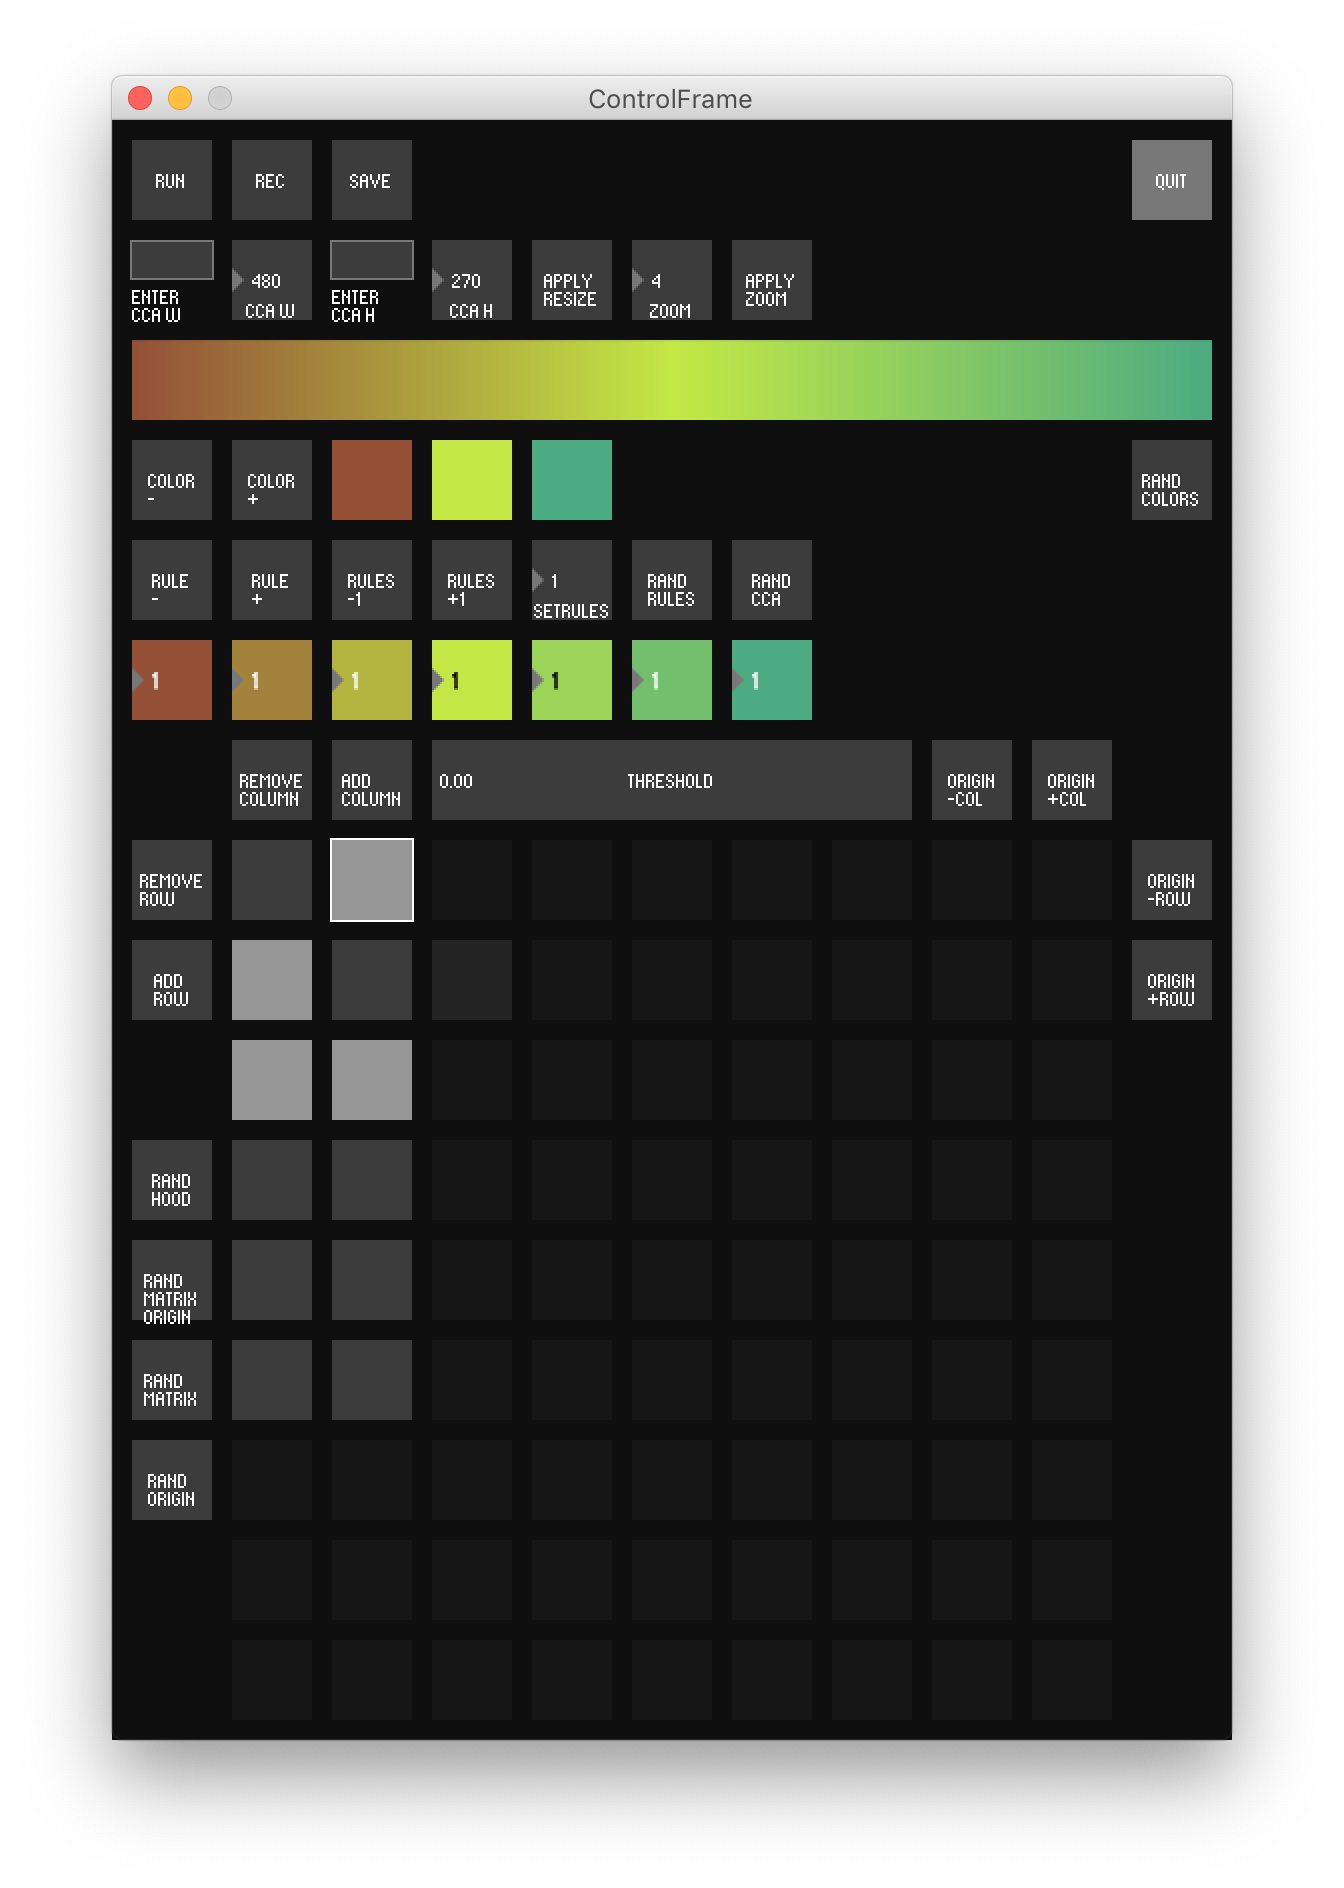 ControlFrame
RUN
REC
SAVE
QUIT
ENTER
CCA W
480
CCA W
ENTER
CCA H
270
CCA H
APPLY
RESIZE
4
ZOOM
APPLY
ZOOM
COLOR
-
COLOR
+
RAND
COLORS
RULE
-
RULE
+
RULES
-1
RULES
+1
1
SETRULES
RAND
RULES
RAND
CCA
1
1
1
1
1
1
1
REMOVE
COLUMN
ADD
COLUMN
0.00 THRESHOLD
ORIGIN
-COL
ORIGIN
+COL
REMOVE
ROW
ORIGIN
-ROW
ADD
ROW
ORIGIN
+ROW
RAND
HOOD
RAND
MATRIX
ORIGIN
RAND
MATRIX
RAND
ORIGIN